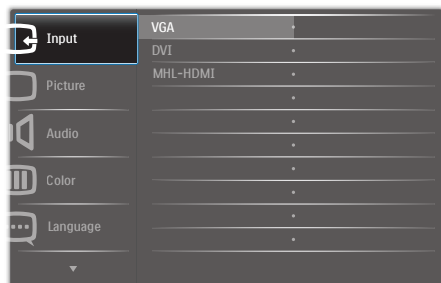 Input
Picture
Audio
Color
Language
VGA
DVI
MHL-HDMI